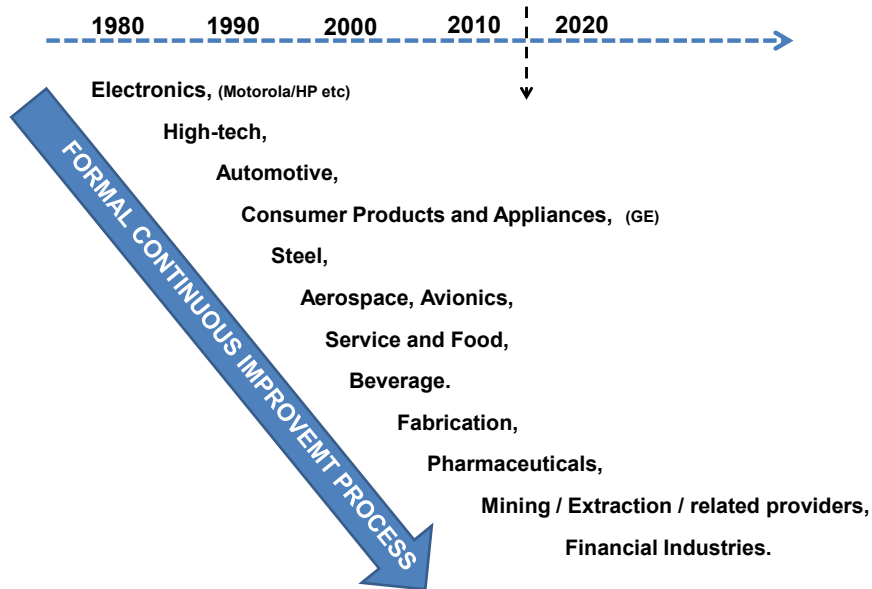 1980 1990 2000 2010 2020
Electronics, (Motorola/HP etc)
High-tech,
Automotive,
Consumer Products and Appliances, (GE)
Steel,
Aerospace, Avionics,
Service and Food,
Beverage.
Fabrication,
Pharmaceuticals,
Mining / Extraction / related providers,
Financial Industries.
FORMAL CONTINUOUS IMPROVEMT PROCESS